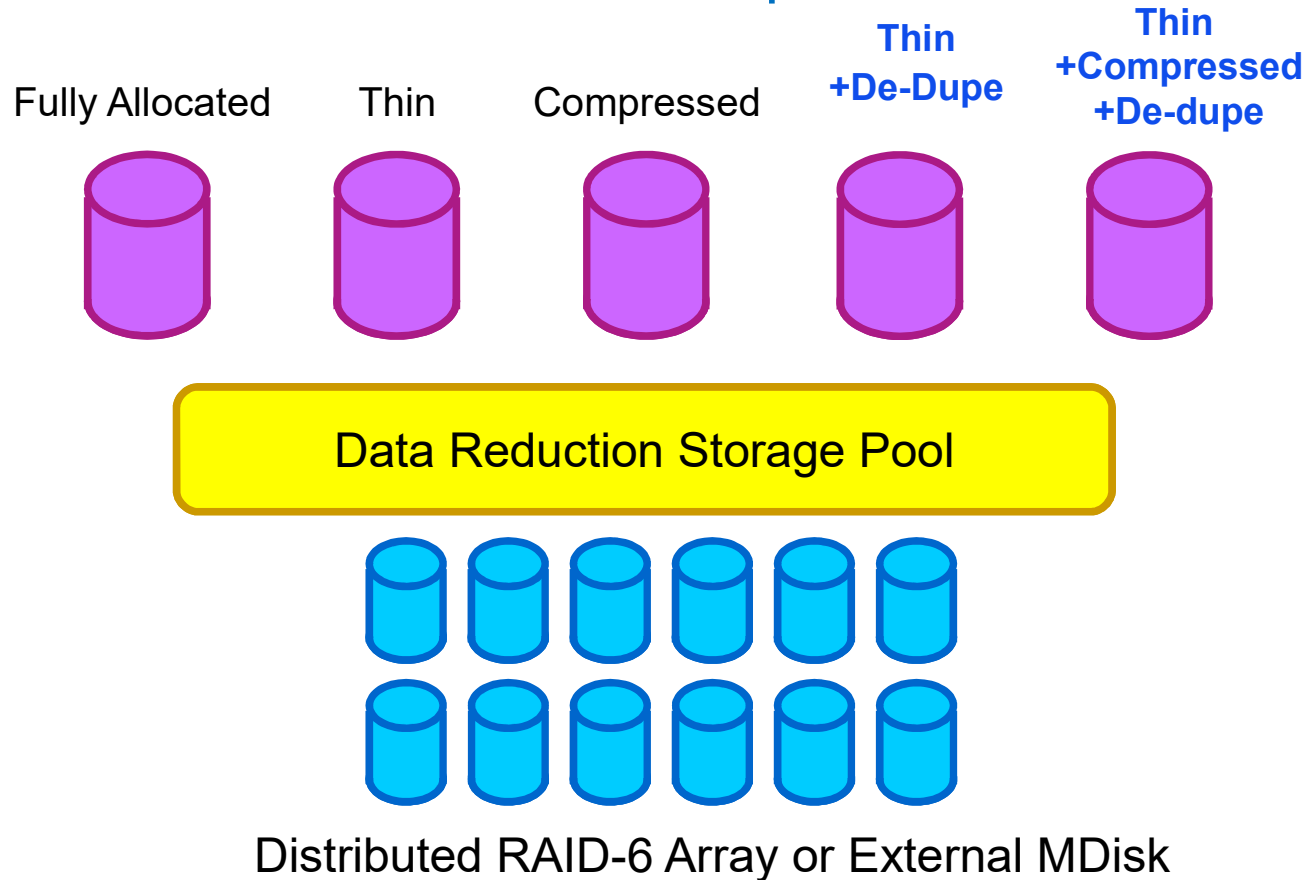 Fully Allocated
Thin
Compressed
Thin
+De-Dupe
Thin
+Compressed
+De-dupe
Data Reduction Storage Pool
Distributed RAID-6 Array or External MDisk